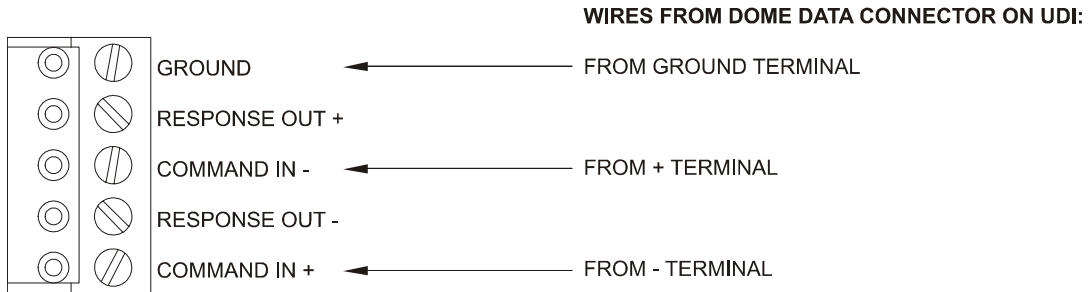 WIRES FROM DOME DATA CONNECTOR ON UDI:
GROUND FROM GROUND TERMINAL
RESPONSE OUT +
COMMAND IN - FROM + TERMINAL
RESPONSE OUT -
COMMAND IN + FROM - TERMINAL